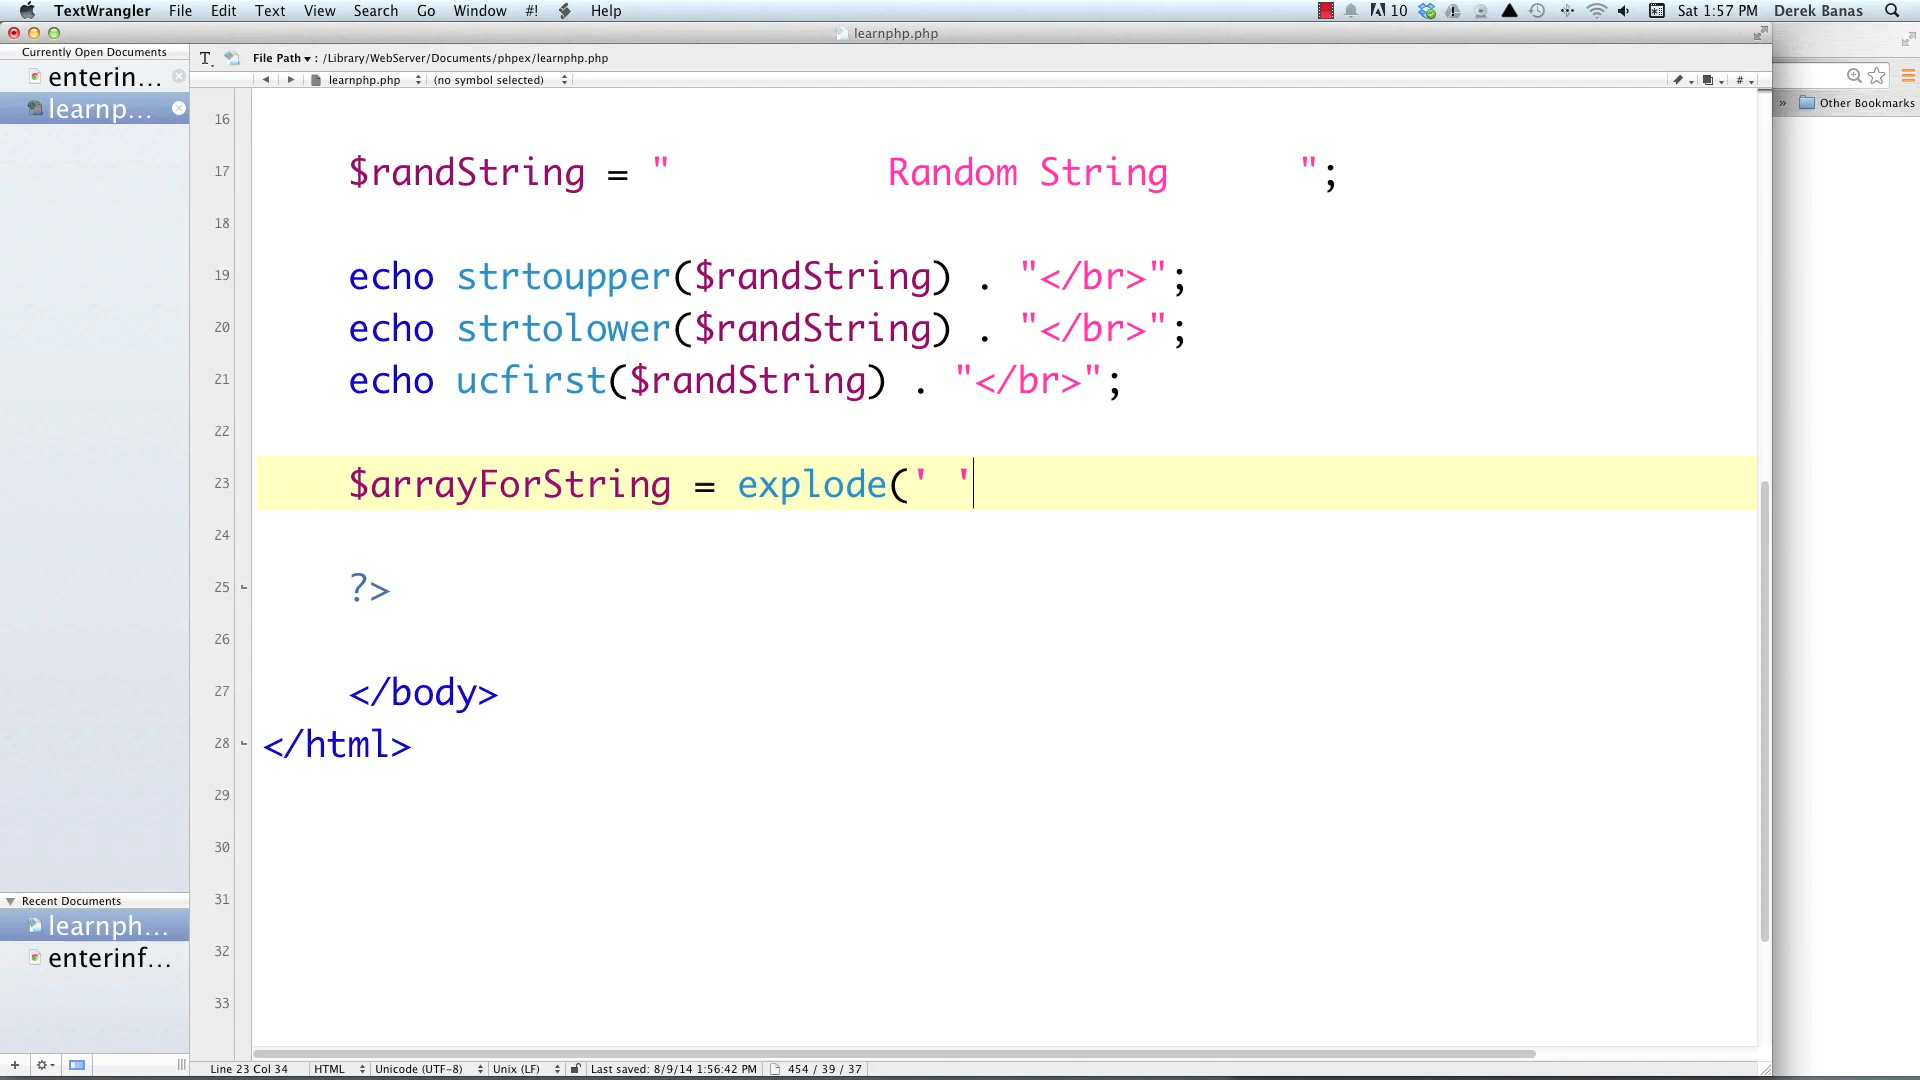 TextWrangler File Edit Text View Search Go Window #! Help 10 Sat 1:57 PM Derek Banas
learnphp.php
Currently Open Documents
enterin...
learnp...
File Path ▾ : /Library/WebServer/Documents/phpex/learnphp.php
learnphp.php (no symbol selected) #
» Other Bookmarks
16
17 $randString = "          Random String      ";
18
19 echo strtoupper($randString) . "</br>";
20 echo strtolower($randString) . "</br>";
21 echo ucfirst($randString) . "</br>";
22
23 $arrayForString = explode(' '
24
25 ?>
26
27 </body>
28 </html>
29
30
31
32
33
Recent Documents
learnph...
enterinf...
Line 23 Col 34 HTML Unicode (UTF-8) Unix (LF) Last saved: 8/9/14 1:56:42 PM 454 / 39 / 37